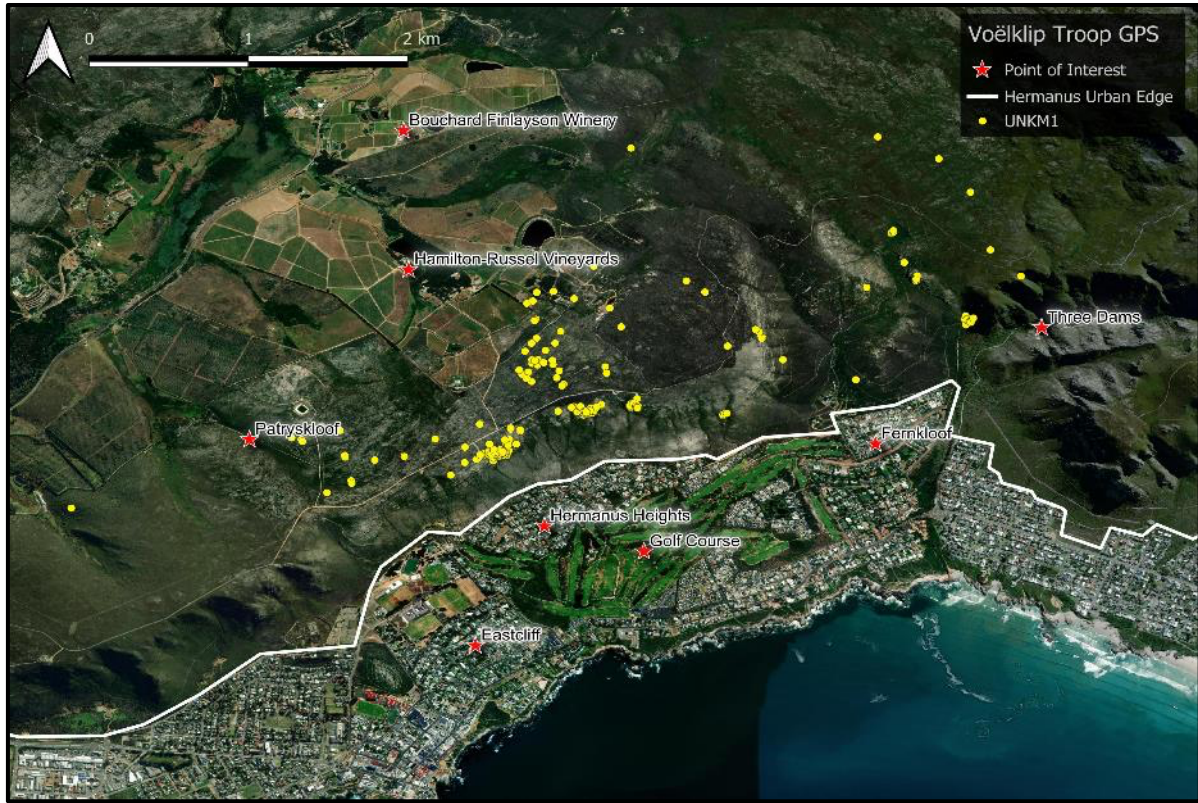 Voëlklip Troop GPS
Point of Interest
Hermanus Urban Edge
UNKM1
0 1 2 km
Bouchard Finlayson Winery
Hamilton-Russel Vineyards
Three Dams
Patryskloof
Fernkloof
Hermanus Heights
Golf Course
Eastcliff